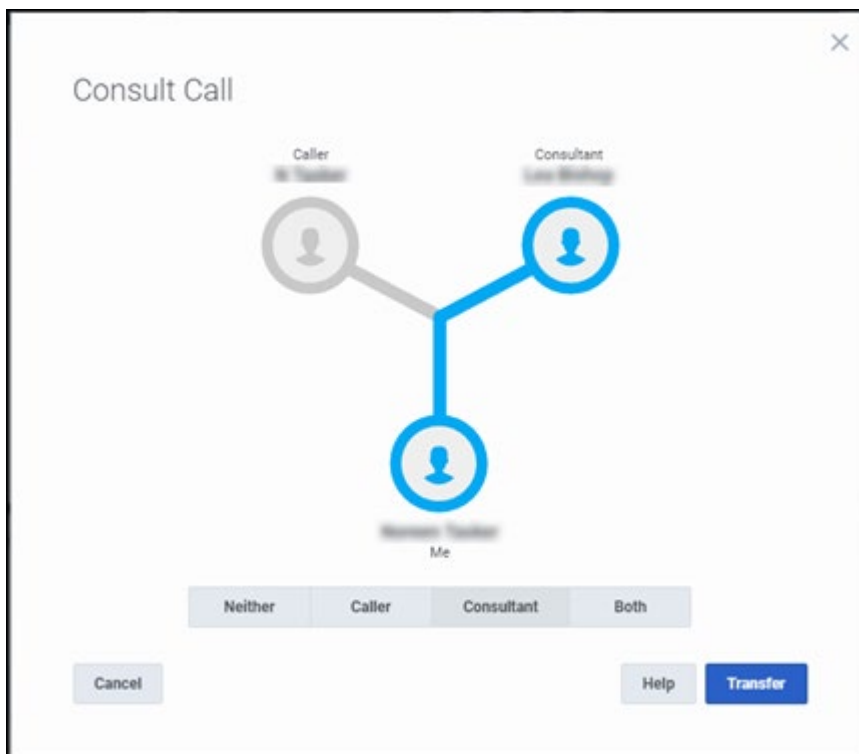 Consult Call
Caller
Consultant
Me
Neither
Caller
Consultant
Both
Cancel
Help
Transfer